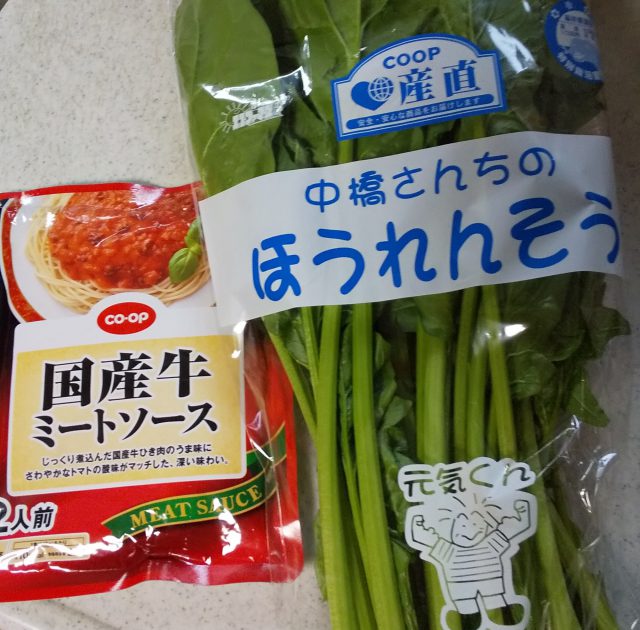 COOP
産直
安全・安心な商品をお届けします
中橋さんちの
ほうれんそう
CO·OP
国産牛
ミートソース
じっくり煮込んだ国産牛ひき肉のうま味に
さわやかなトマトの酸味がマッチした、深い味わい。
2人前
MEAT SAUCE
元気くん